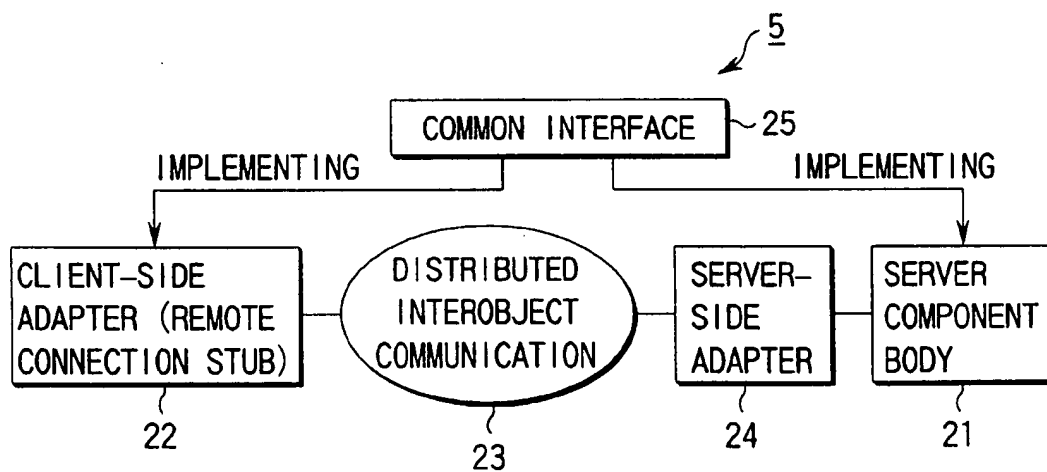 5
COMMON INTERFACE
25
IMPLEMENTING
IMPLEMENTING
CLIENT-SIDE
ADAPTER (REMOTE
CONNECTION STUB)
22
DISTRIBUTED
INTEROBJECT
COMMUNICATION
23
SERVER-
SIDE
ADAPTER
24
SERVER
COMPONENT
BODY
21